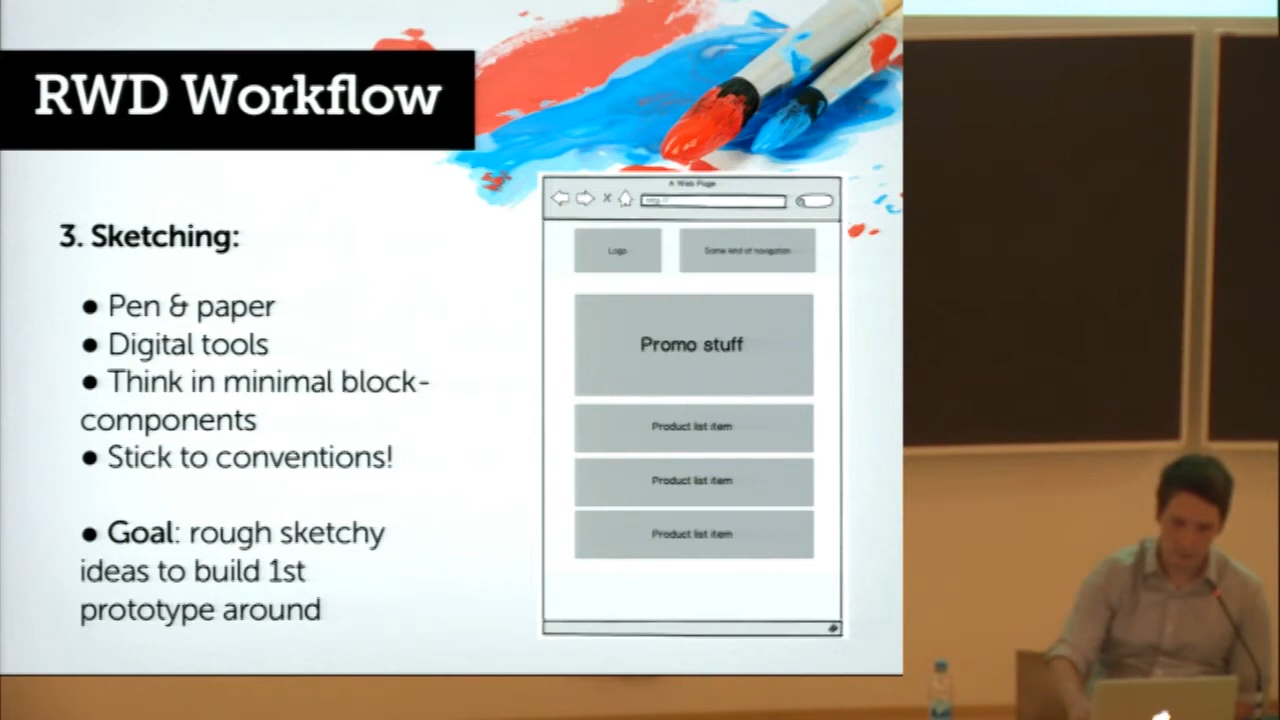 RWD Workflow
3. Sketching:
● Pen & paper
● Digital tools
● Think in minimal block-
components
● Stick to conventions!
● Goal: rough sketchy
ideas to build 1st
prototype around
A Web Page
http://
Logo
Some kind of navigation
Promo stuff
Product list item
Product list item
Product list item